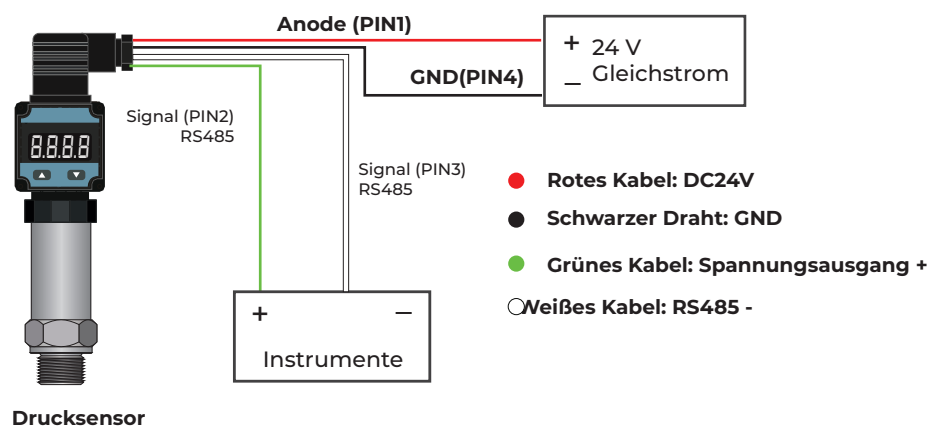 Anode (PIN1)
+ 24 V
_ Gleichstrom
GND(PIN4)
Signal (PIN2)
RS485
8.8.8.8
Signal (PIN3)
RS485
Rotes Kabel: DC24V
Schwarzer Draht: GND
Grünes Kabel: Spannungsausgang +
Weißes Kabel: RS485 -
+ –
Instrumente
Drucksensor